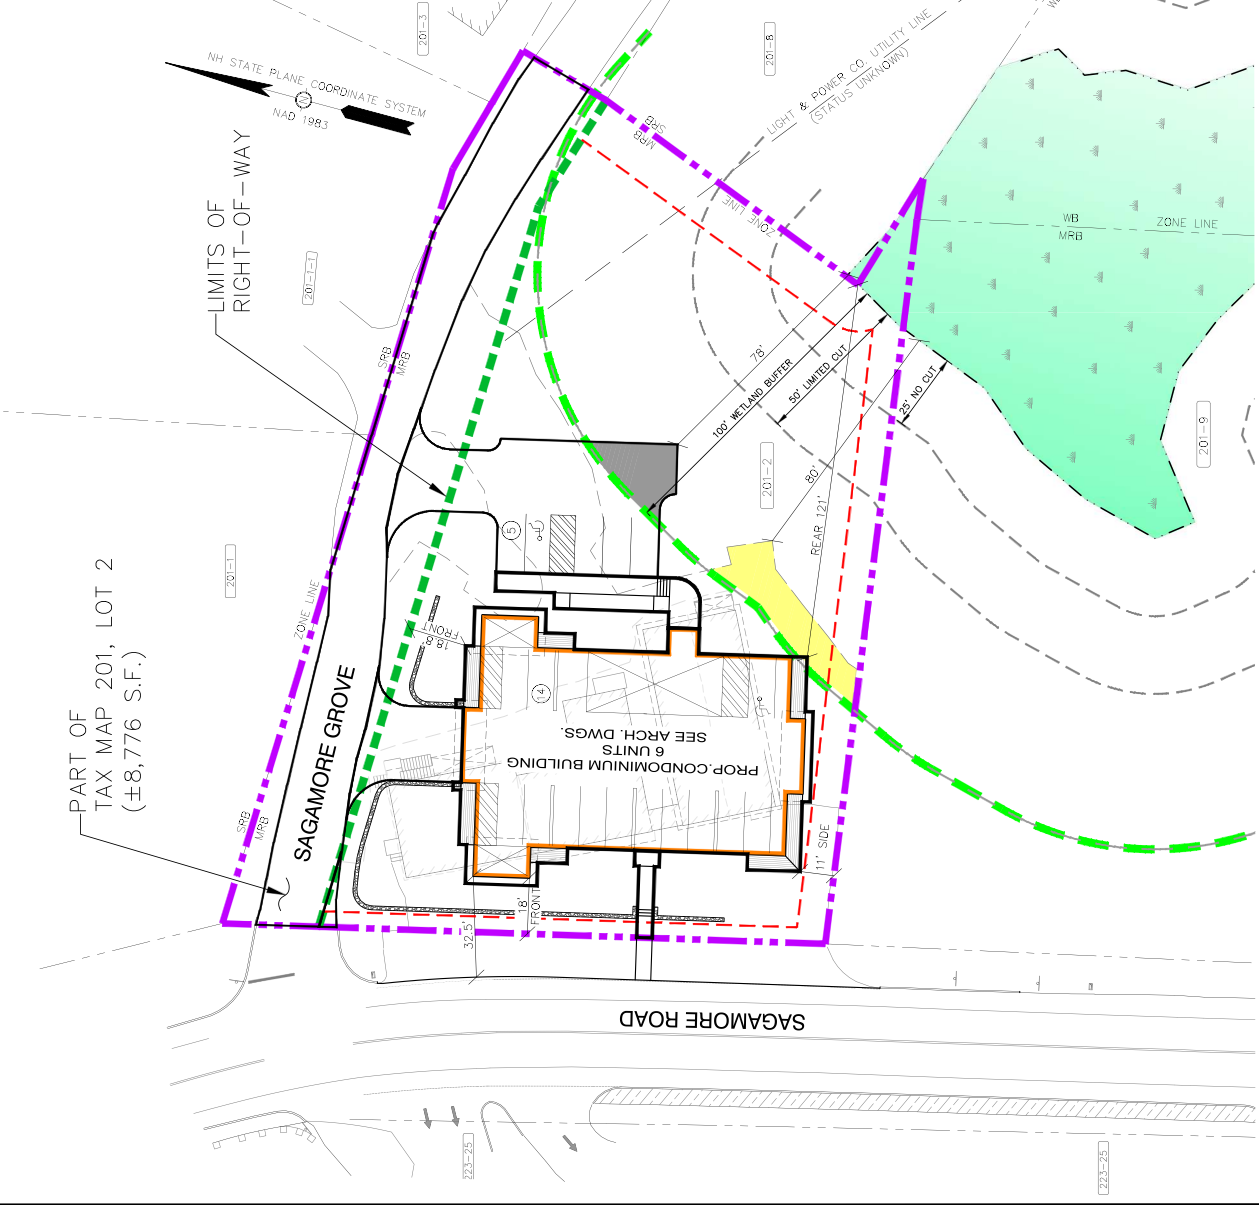 201-3
201-8
NH STATE PLANE COORDINATE SYSTEM
N
NAD 1983
LIGHT & POWER CO. UTILITY LINE
(STATUS UNKNOWN)
LIMITS OF
RIGHT-OF-WAY
SRB
MRB
ZONE LINE
WB
ZONE LINE
MRB
201-1-1
SRB
MRB
78'
100' WETLAND BUFFER
50' LIMITED CUT
25' NO CUT
201-9
201-2
80'
REAR 121'
5
201-1
ZONE LINE
PART OF
TAX MAP 201, LOT 2
(±8,776 S.F.)
18.8'
FRONT
14
SAGAMORE GROVE
PROP.CONDOMINIUM BUILDING
6 UNITS
SEE ARCH. DWGS.
SRB
MRB
11' SIDE
18'
FRONT
32.5'
SAGAMORE ROAD
223-25
223-25